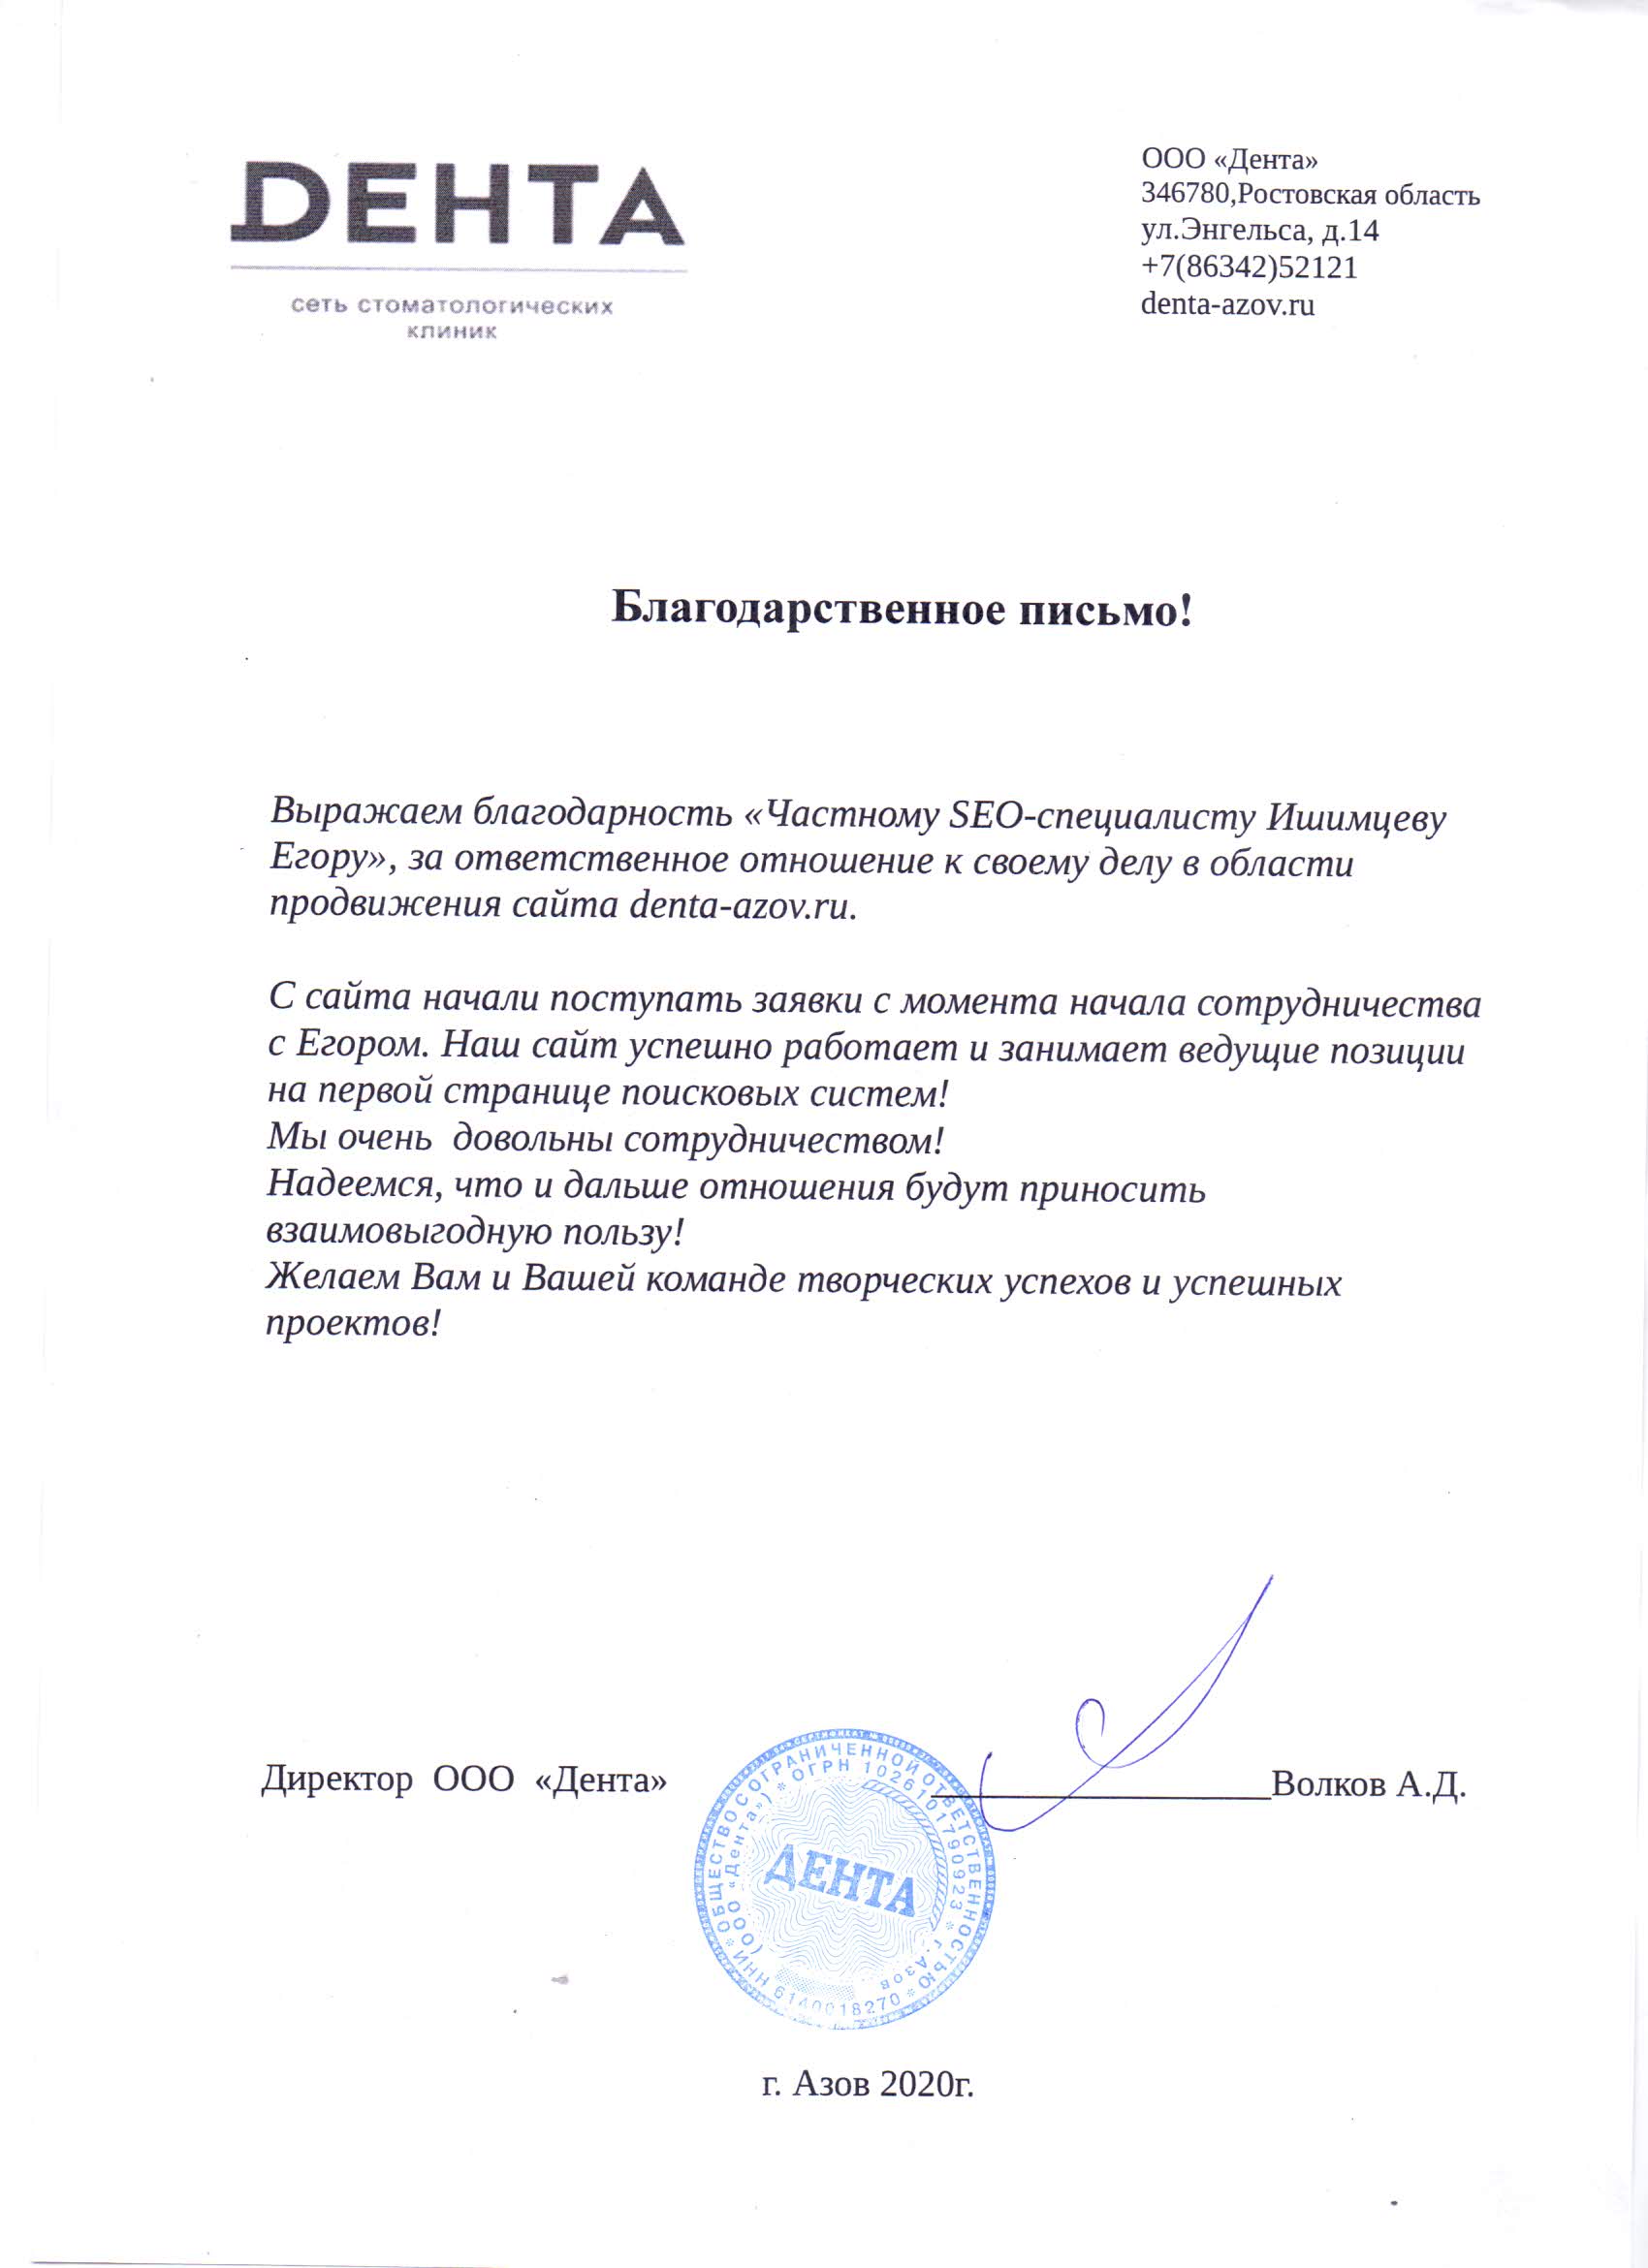 DЕНТА
сеть стоматологических
клиник
ООО «Дента»
346780,Ростовская область
ул.Энгельса, д.14
+7(86342)52121
denta-azov.ru
Благодарственное письмо!
Выражаем благодарность «Частному SEO-специалисту Ишимцеву
Егору», за ответственное отношение к своему делу в области
продвижения сайта denta-azov.ru.
С сайта начали поступать заявки с момента начала сотрудничества
с Егором. Наш сайт успешно работает и занимает ведущие позиции
на первой странице поисковых систем!
Мы очень  довольны сотрудничеством!
Надеемся, что и дальше отношения будут приносить
взаимовыгодную пользу!
Желаем Вам и Вашей команде творческих успехов и успешных
проектов!
Директор  ООО  «Дента»
Волков А.Д.
* ОБЩЕСТВО С ОГРАНИЧЕННОЙ ОТВЕТСТВЕННОСТЬЮ * ИНН 6140018270
(ООО «Дента») * ОГРН 1026101790923 * г. Азов
ДЕНТА
г. Азов 2020г.